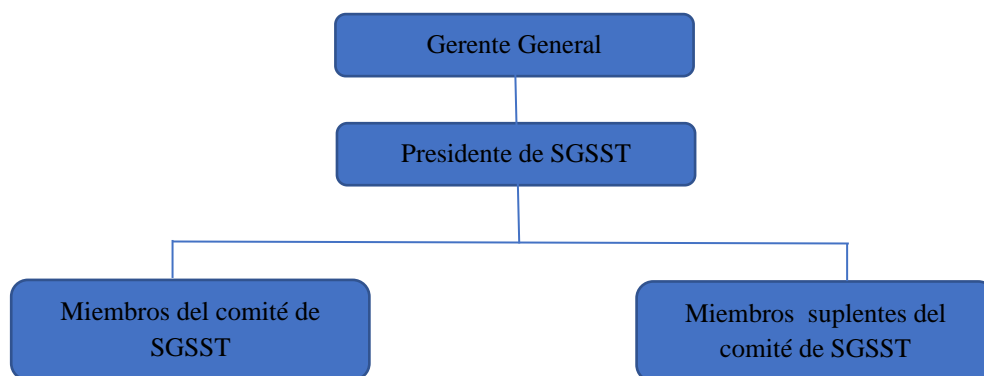 Gerente General
Presidente de SGSST
Miembros del comité de
SGSST
Miembros suplentes del
comité de SGSST